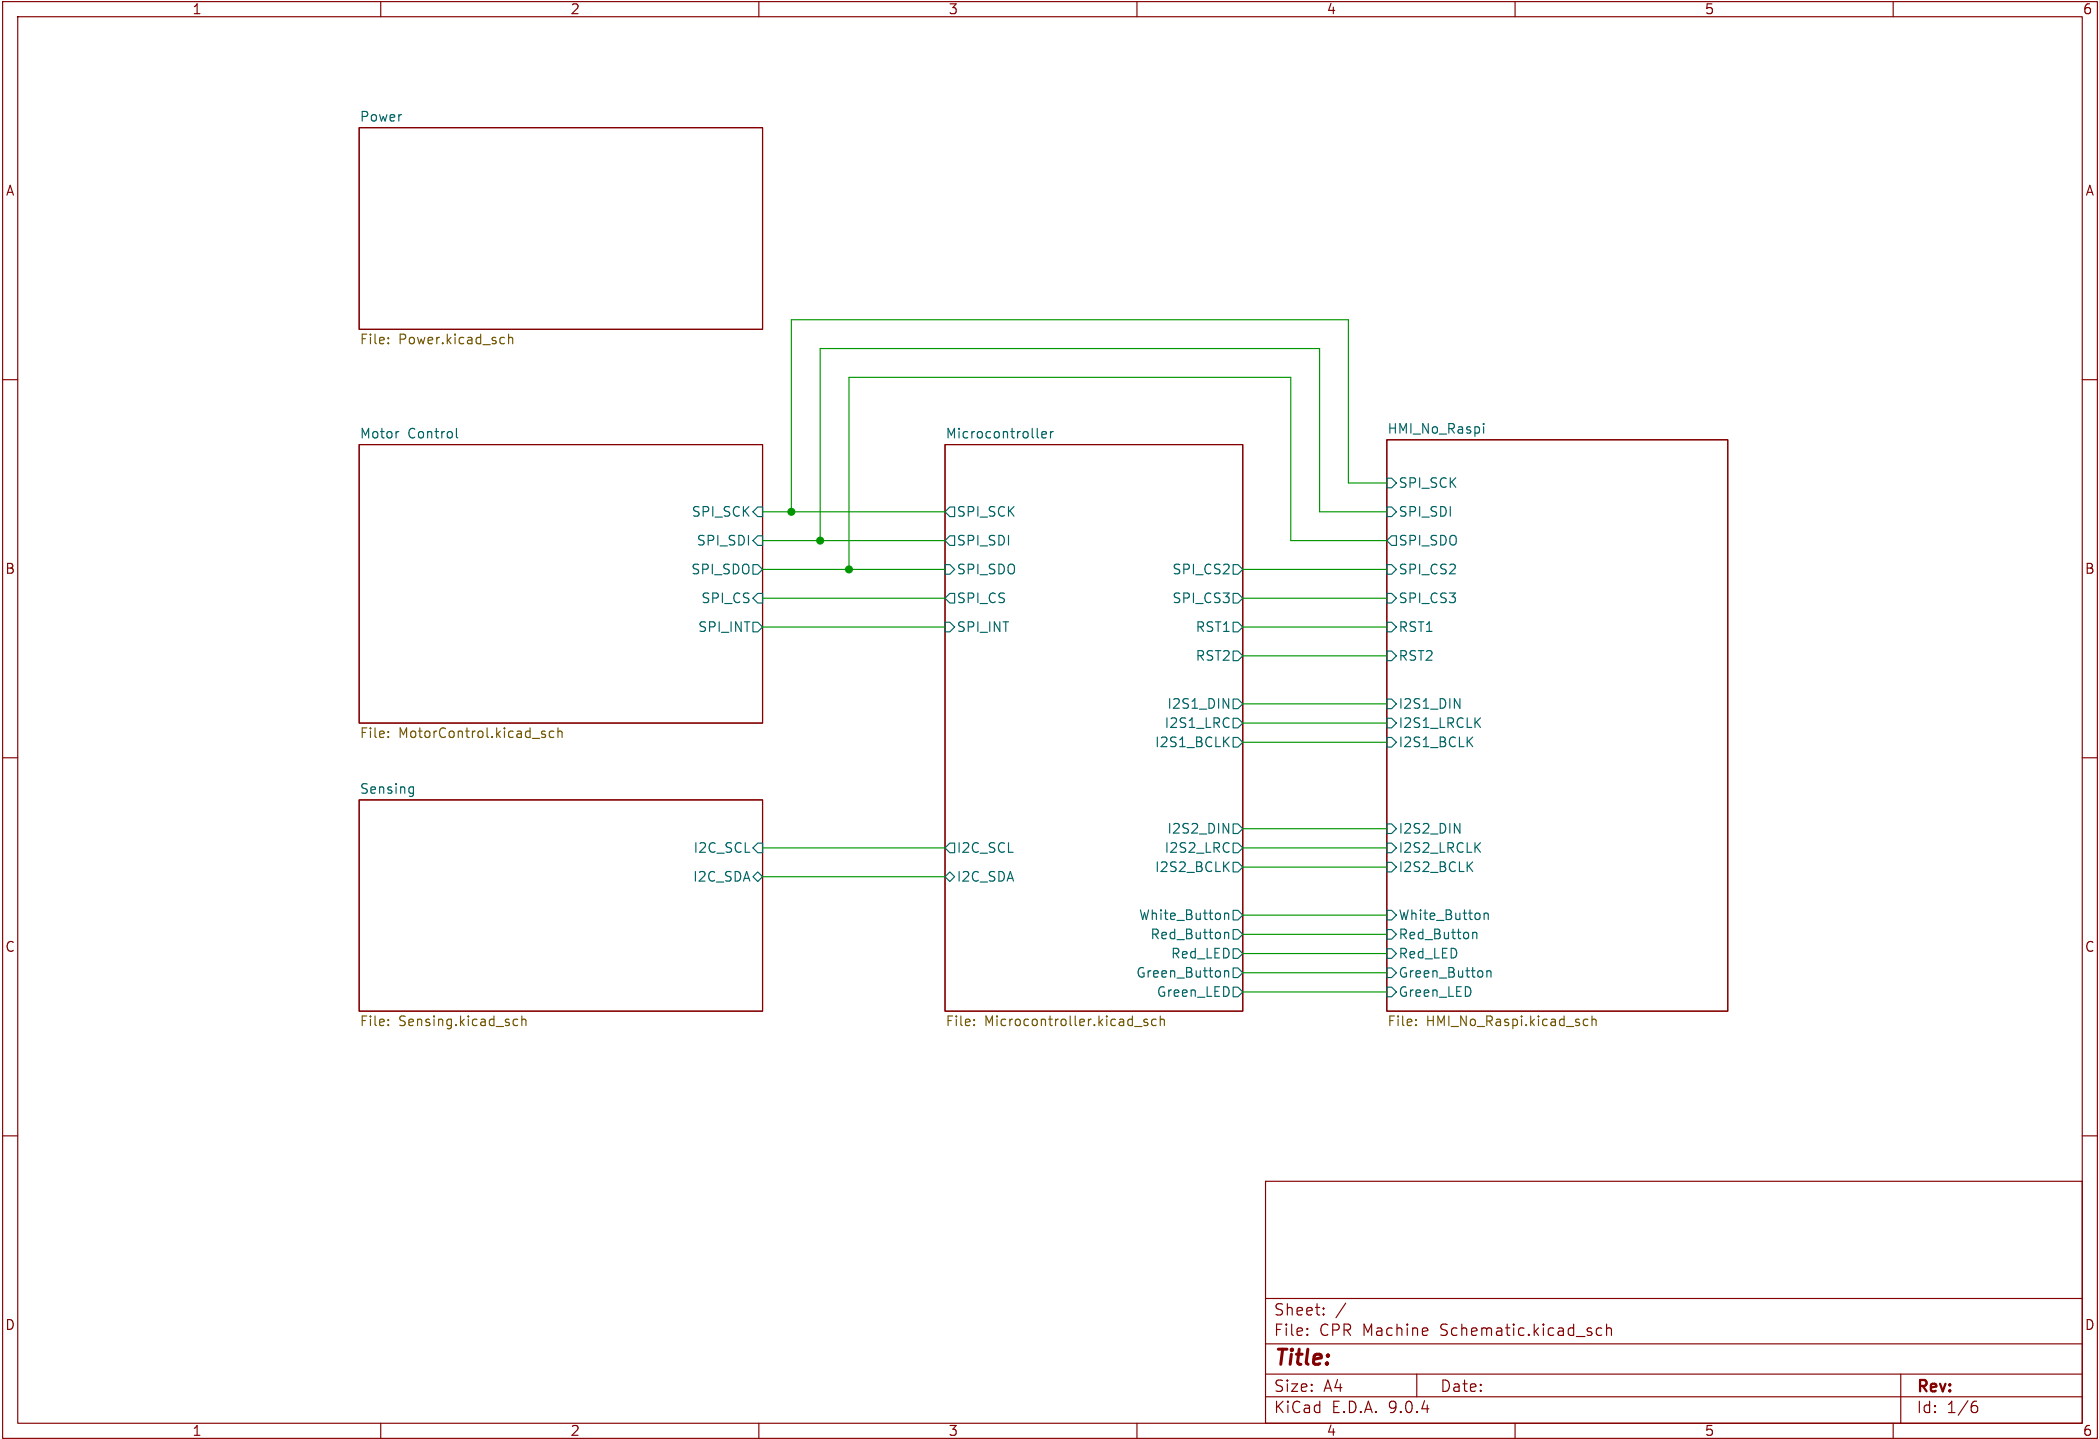 1 2 3 4 5 6
A A
B B
C C
D D
Power
File: Power.kicad_sch
Motor Control
SPI_SCK
SPI_SDI
SPI_SDO
SPI_CS
SPI_INT
File: MotorControl.kicad_sch
Sensing
I2C_SCL
I2C_SDA
File: Sensing.kicad_sch
Microcontroller
SPI_SCK
SPI_SDI
SPI_SDO
SPI_CS
SPI_INT
I2C_SCL
I2C_SDA
SPI_CS2
SPI_CS3
RST1
RST2
I2S1_DIN
I2S1_LRC
I2S1_BCLK
I2S2_DIN
I2S2_LRC
I2S2_BCLK
White_Button
Red_Button
Red_LED
Green_Button
Green_LED
File: Microcontroller.kicad_sch
HMI_No_Raspi
SPI_SCK
SPI_SDI
SPI_SDO
SPI_CS2
SPI_CS3
RST1
RST2
I2S1_DIN
I2S1_LRCLK
I2S1_BCLK
I2S2_DIN
I2S2_LRCLK
I2S2_BCLK
White_Button
Red_Button
Red_LED
Green_Button
Green_LED
File: HMI_No_Raspi.kicad_sch
Sheet: /
File: CPR Machine Schematic.kicad_sch
Title:
Size: A4 Date: Rev:
KiCad E.D.A. 9.0.4 Id: 1/6
1 2 3 4 5 6